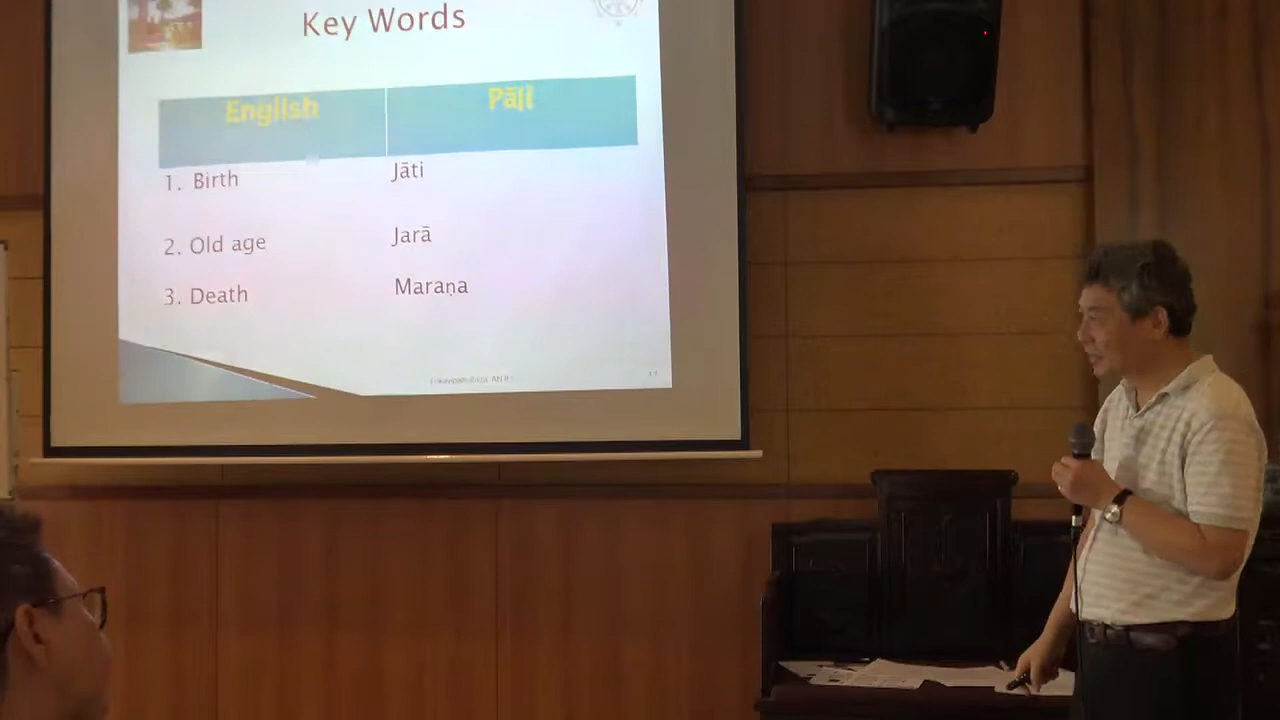 Key Words
English Pāḷi
1. Birth Jāti
2. Old age Jarā
3. Death Maraṇa